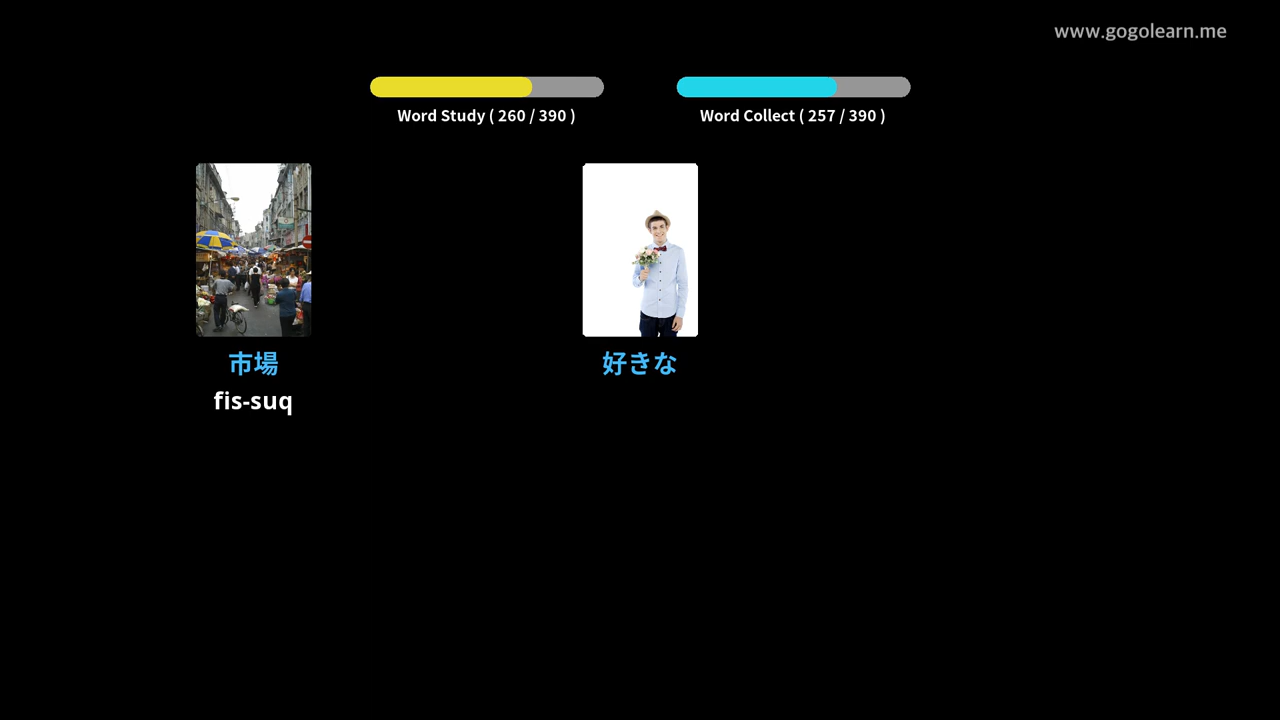 www.gogolearn.me
Word Study ( 260 / 390 )
Word Collect ( 257 / 390 )
市場
fis-suq
好きな